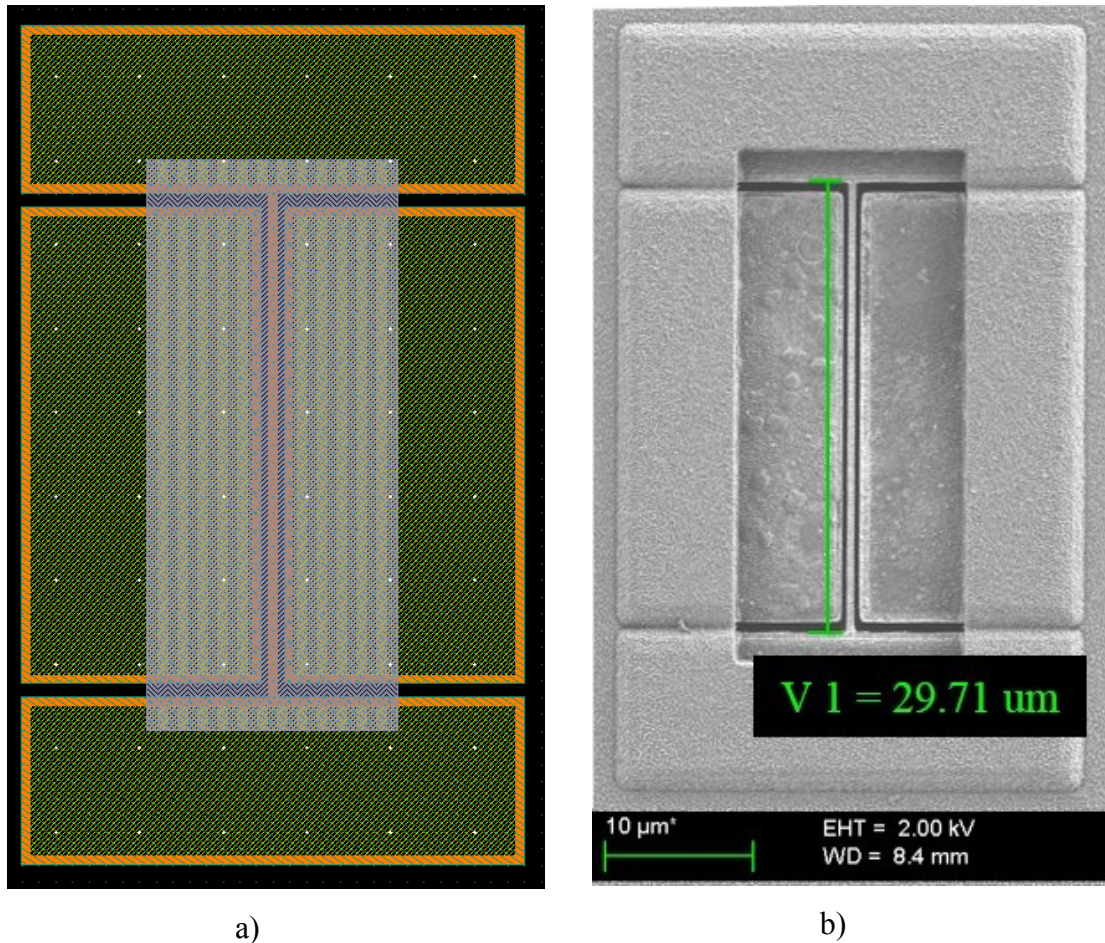 V 1 = 29.71 um
10 µm*
EHT = 2.00 kV
WD = 8.4 mm
a)
b)